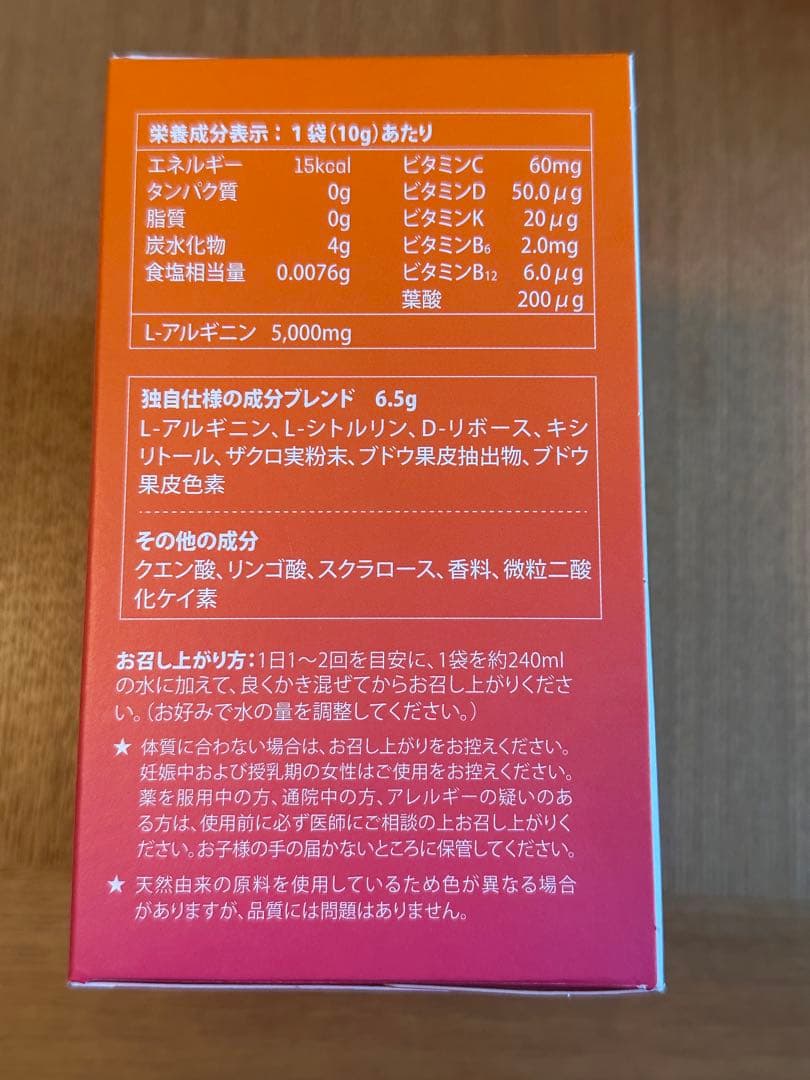 栄養成分表示：1袋(10g)あたり
エネルギー 15kcal ビタミンC 60mg
タンパク質 0g ビタミンD 50.0μg
脂質 0g ビタミンK 20μg
炭水化物 4g ビタミンB6 2.0mg
食塩相当量 0.0076g ビタミンB12 6.0μg
葉酸 200μg
L-アルギニン 5,000mg
独自仕様の成分ブレンド 6.5g
L-アルギニン、L-シトルリン、D-リボース、キシ
リトール、ザクロ実粉末、ブドウ果皮抽出物、ブドウ
果皮色素
その他の成分
クエン酸、リンゴ酸、スクラロース、香料、微粒二酸
化ケイ素
お召し上がり方：1日1〜2回を目安に、1袋を約240ml
の水に加えて、良くかき混ぜてからお召し上がりくださ
い。（お好みで水の量を調整してください。）
★ 体質に合わない場合は、お召し上がりをお控えください。
妊娠中および授乳期の女性はご使用をお控えください。
薬を服用中の方、通院中の方、アレルギーの疑いのあ
る方は、使用前に必ず医師にご相談の上お召し上がりく
ださい。お子様の手の届かないところに保管してください。
★ 天然由来の原料を使用しているため色が異なる場合
がありますが、品質には問題はありません。